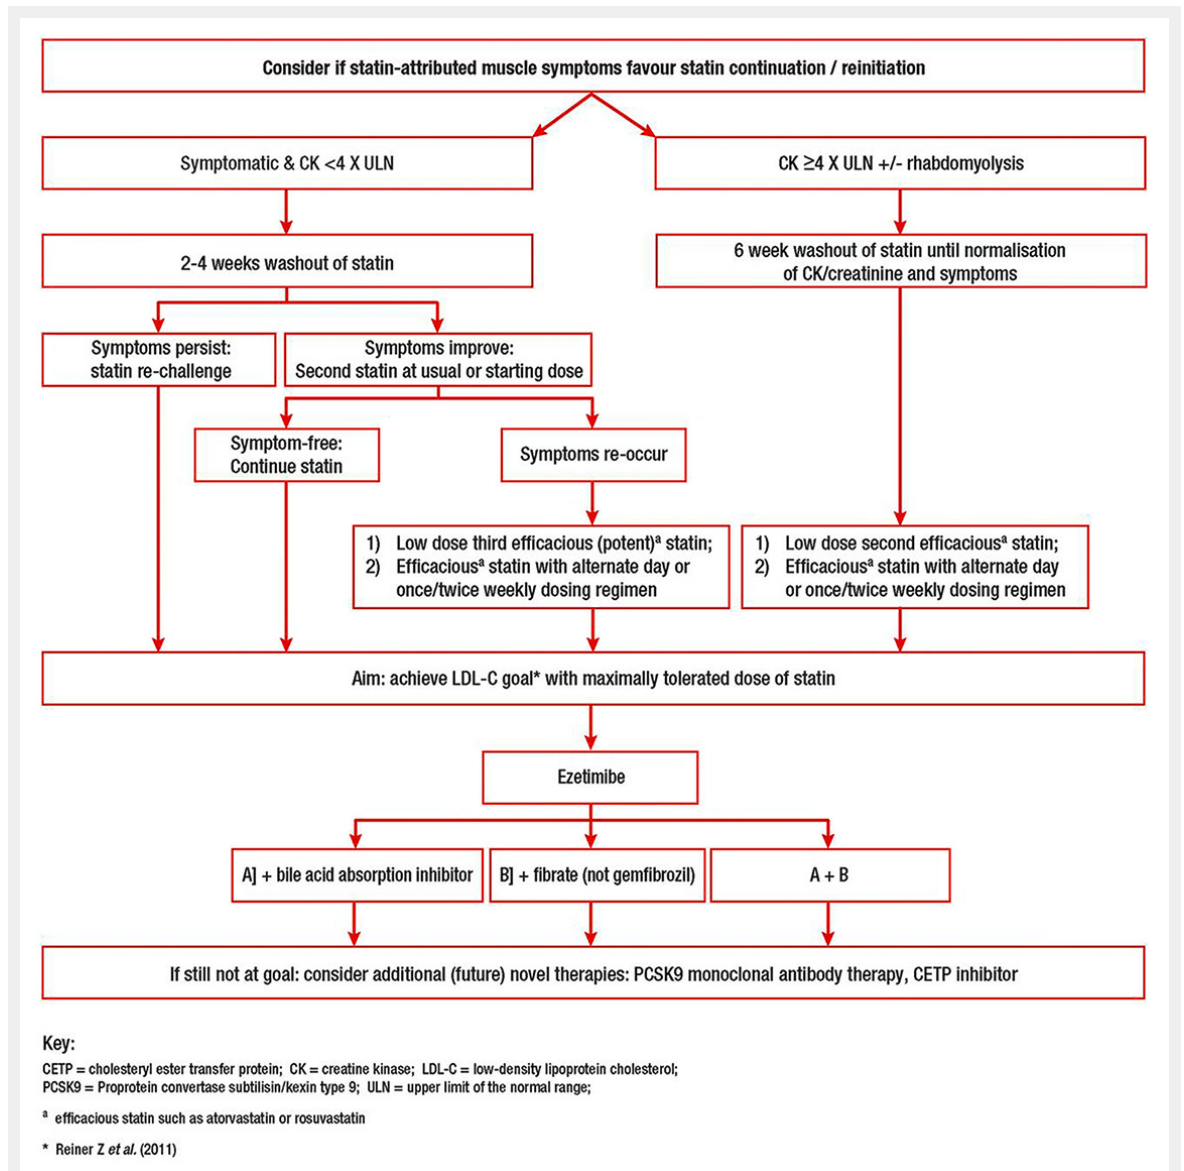 Consider if statin-attributed muscle symptoms favour statin continuation / reinitiation
Symptomatic & CK <4 X ULN
CK ≥4 X ULN +/- rhabdomyolysis
2-4 weeks washout of statin
6 week washout of statin until normalisation
of CK/creatinine and symptoms
Symptoms persist:
statin re-challenge
Symptoms improve:
Second statin at usual or starting dose
Symptom-free:
Continue statin
Symptoms re-occur
1) Low dose third efficacious (potent)ᵃ statin;
2) Efficaciousᵃ statin with alternate day or
once/twice weekly dosing regimen
1) Low dose second efficaciousᵃ statin;
2) Efficaciousᵃ statin with alternate day
or once/twice weekly dosing regimen
Aim: achieve LDL-C goal* with maximally tolerated dose of statin
Ezetimibe
A] + bile acid absorption inhibitor
B] + fibrate (not gemfibrozil)
A + B
If still not at goal: consider additional (future) novel therapies: PCSK9 monoclonal antibody therapy, CETP inhibitor
Key:
CETP = cholesteryl ester transfer protein; CK = creatine kinase; LDL-C = low-density lipoprotein cholesterol;
PCSK9 = Proprotein convertase subtilisin/kexin type 9; ULN = upper limit of the normal range;
ᵃ efficacious statin such as atorvastatin or rosuvastatin
* Reiner Z et al. (2011)